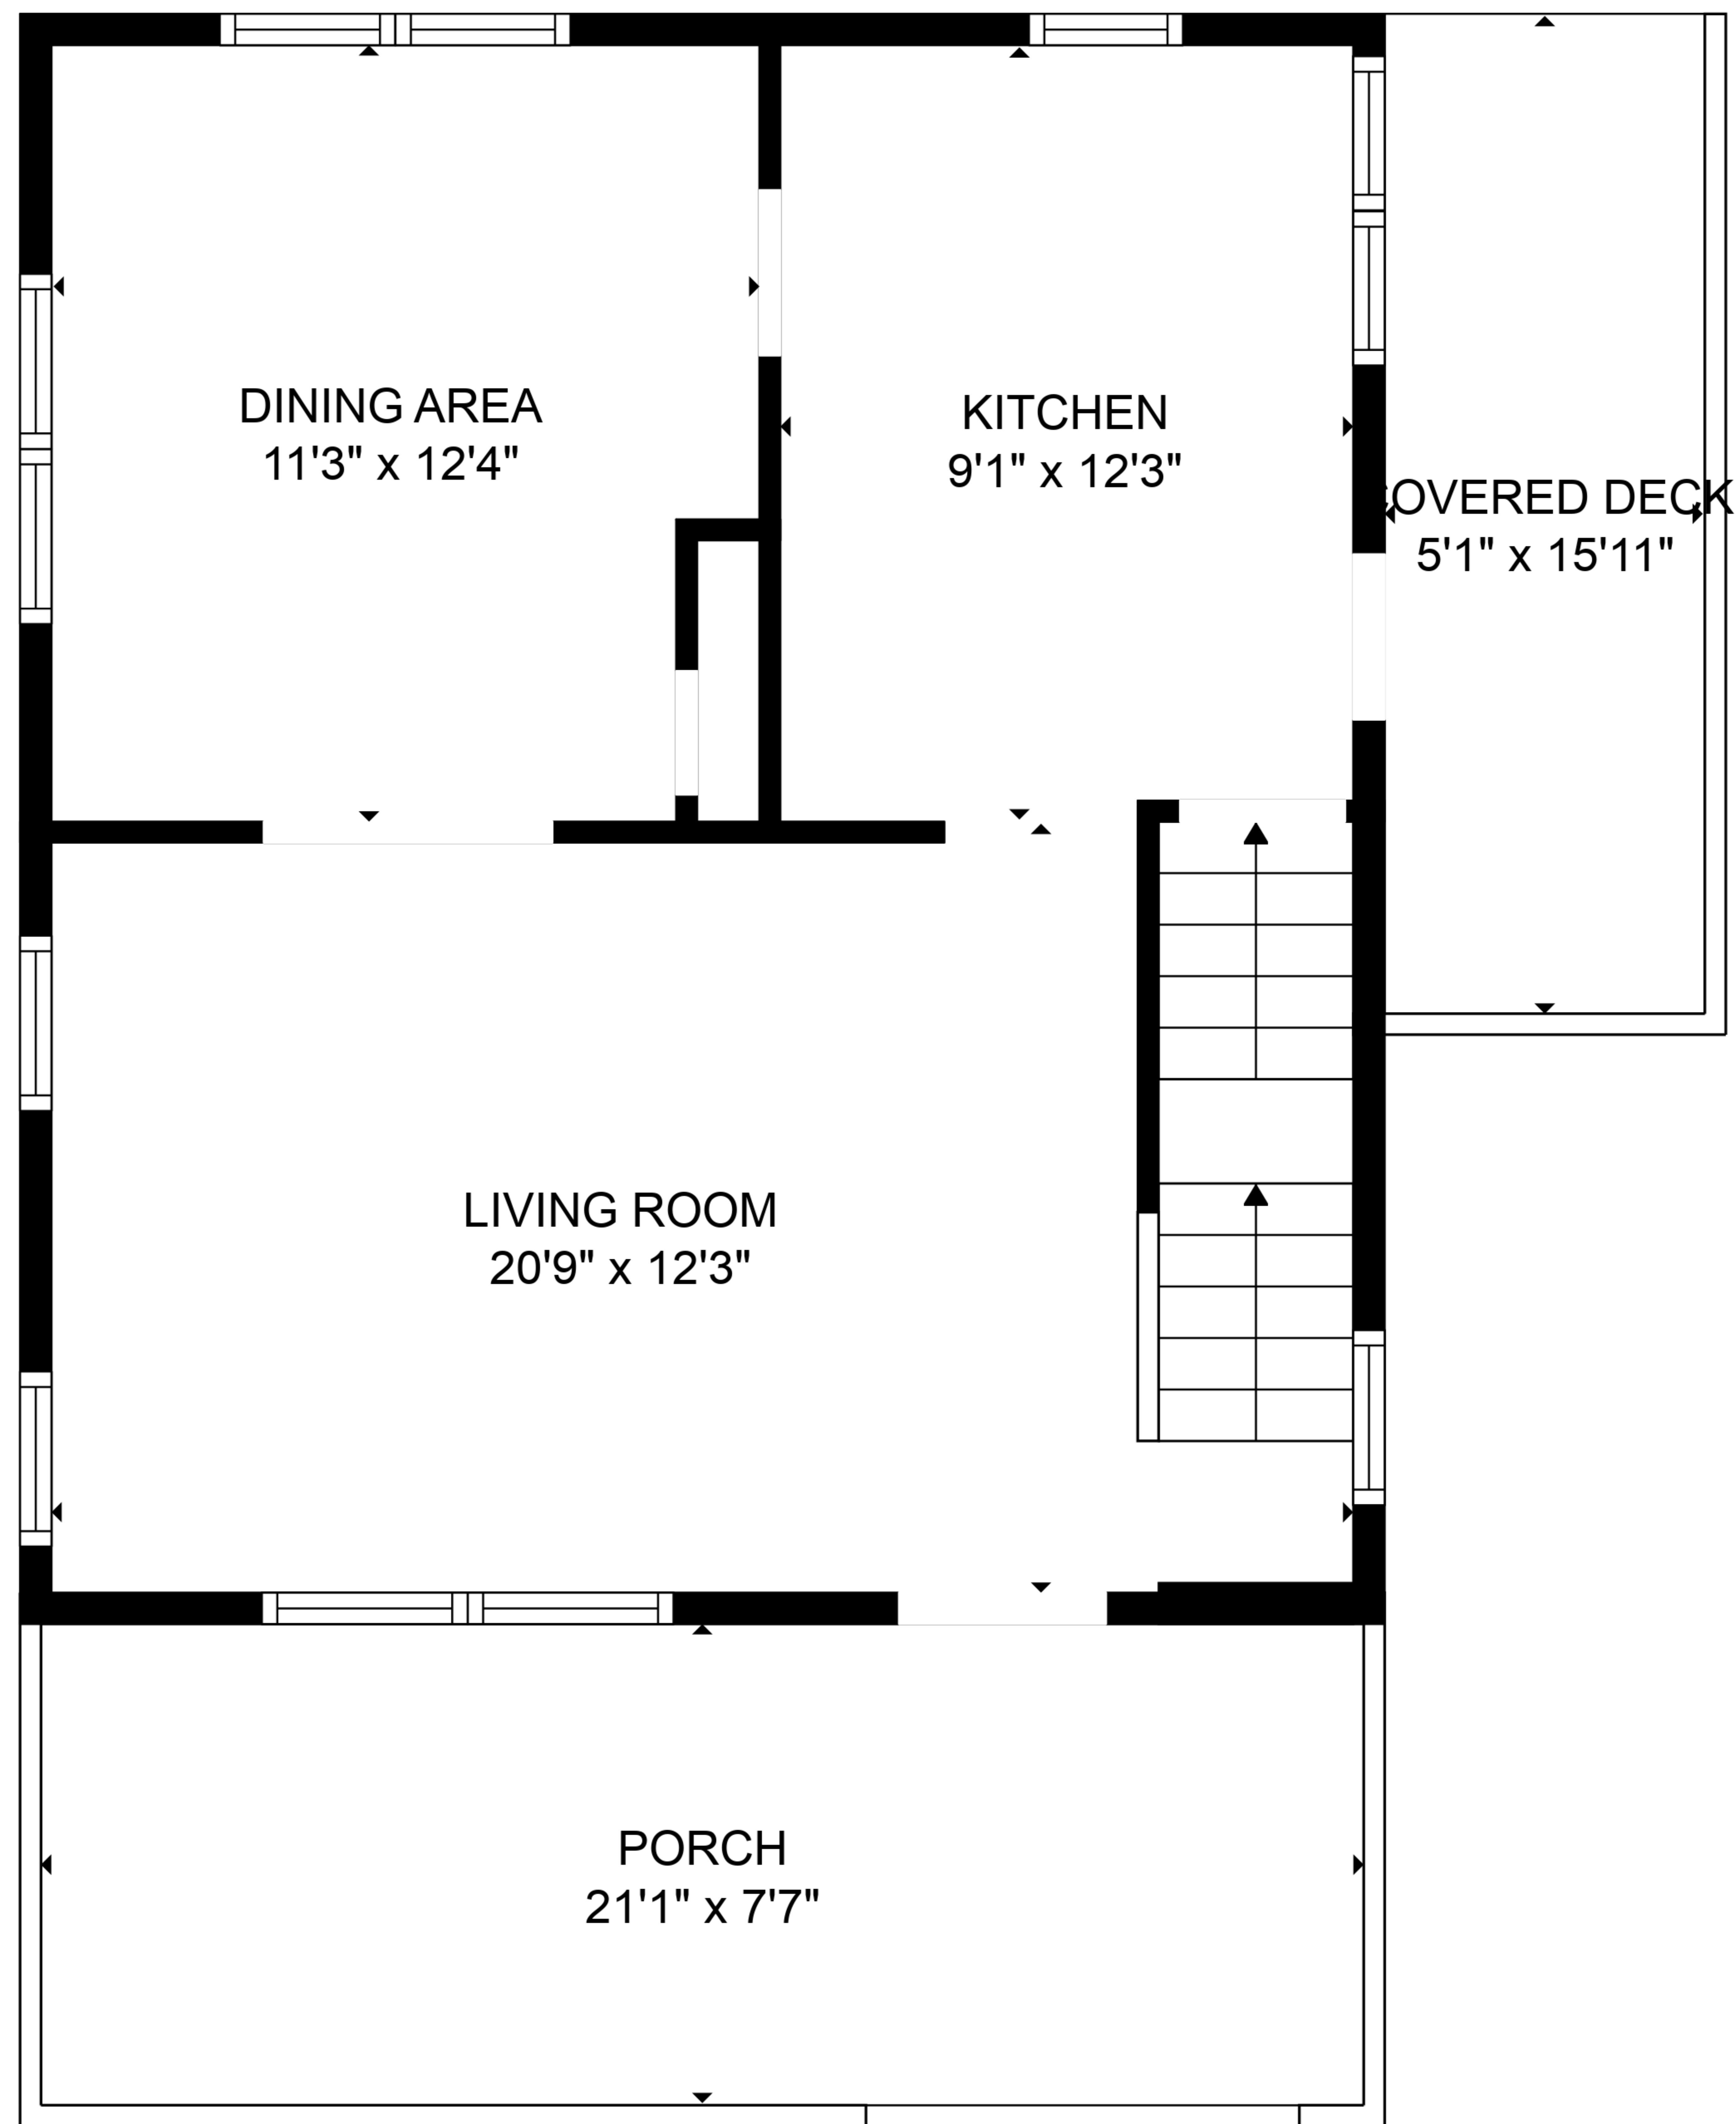 DINING AREA
11'3" x 12'4"
KITCHEN
9'1" x 12'3"
COVERED DECK
5'1" x 15'11"
LIVING ROOM
20'9" x 12'3"
PORCH
21'1" x 7'7"